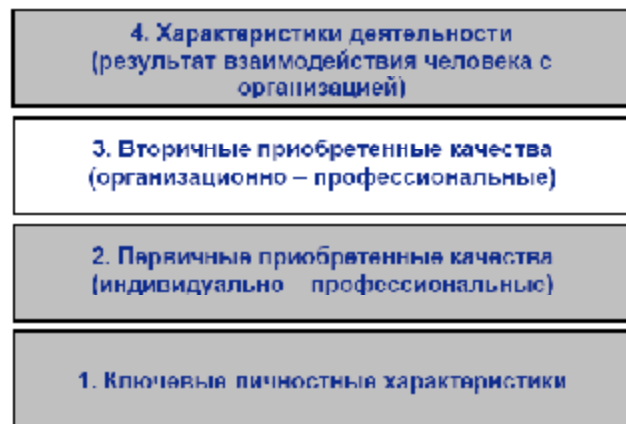 4. Характеристики деятельности
(результат взаимодействия человека с
организацией)
3. Вторичные приобретенные качества
(организационно – профессиональные)
2. Первичные приобретенные качества
(индивидуально профессиональные)
1. Ключевые личностные характеристики